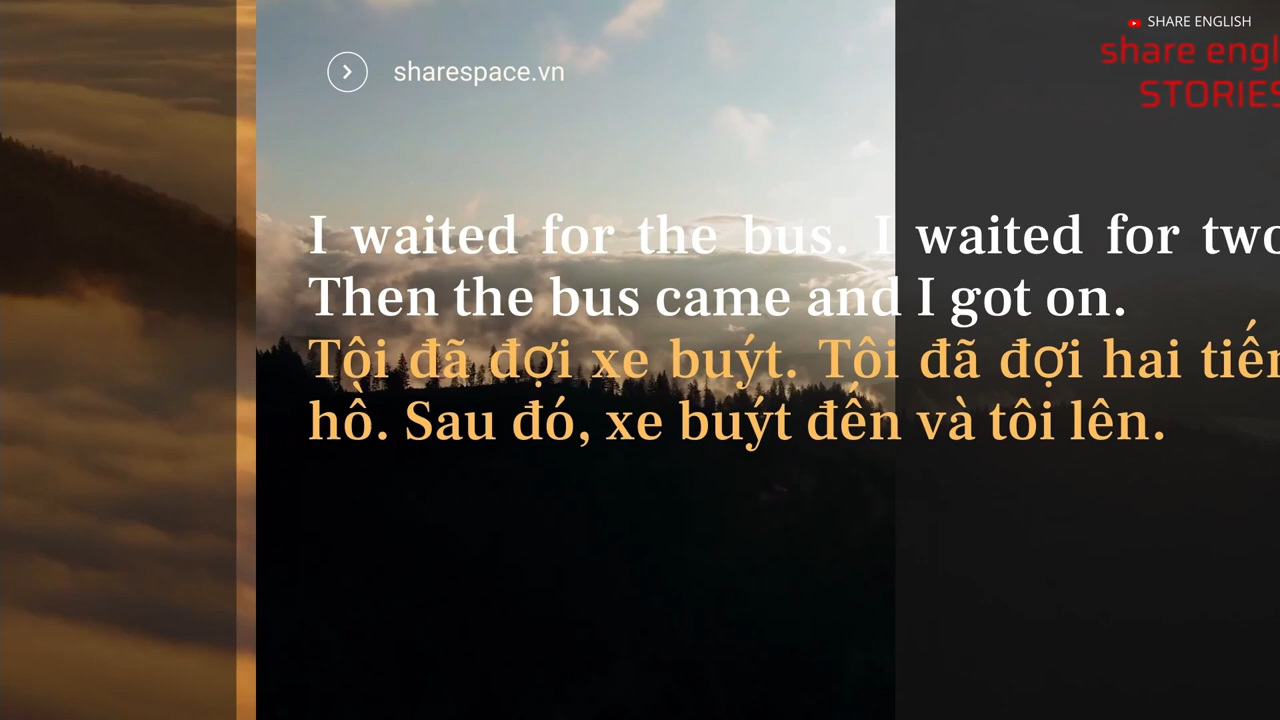 SHARE ENGLISH
share engl
STORIES
sharespace.vn
I waited for the bus. I waited for two
Then the bus came and I got on.
Tôi đã đợi xe buýt. Tôi đã đợi hai tiến
hồ. Sau đó, xe buýt đến và tôi lên.